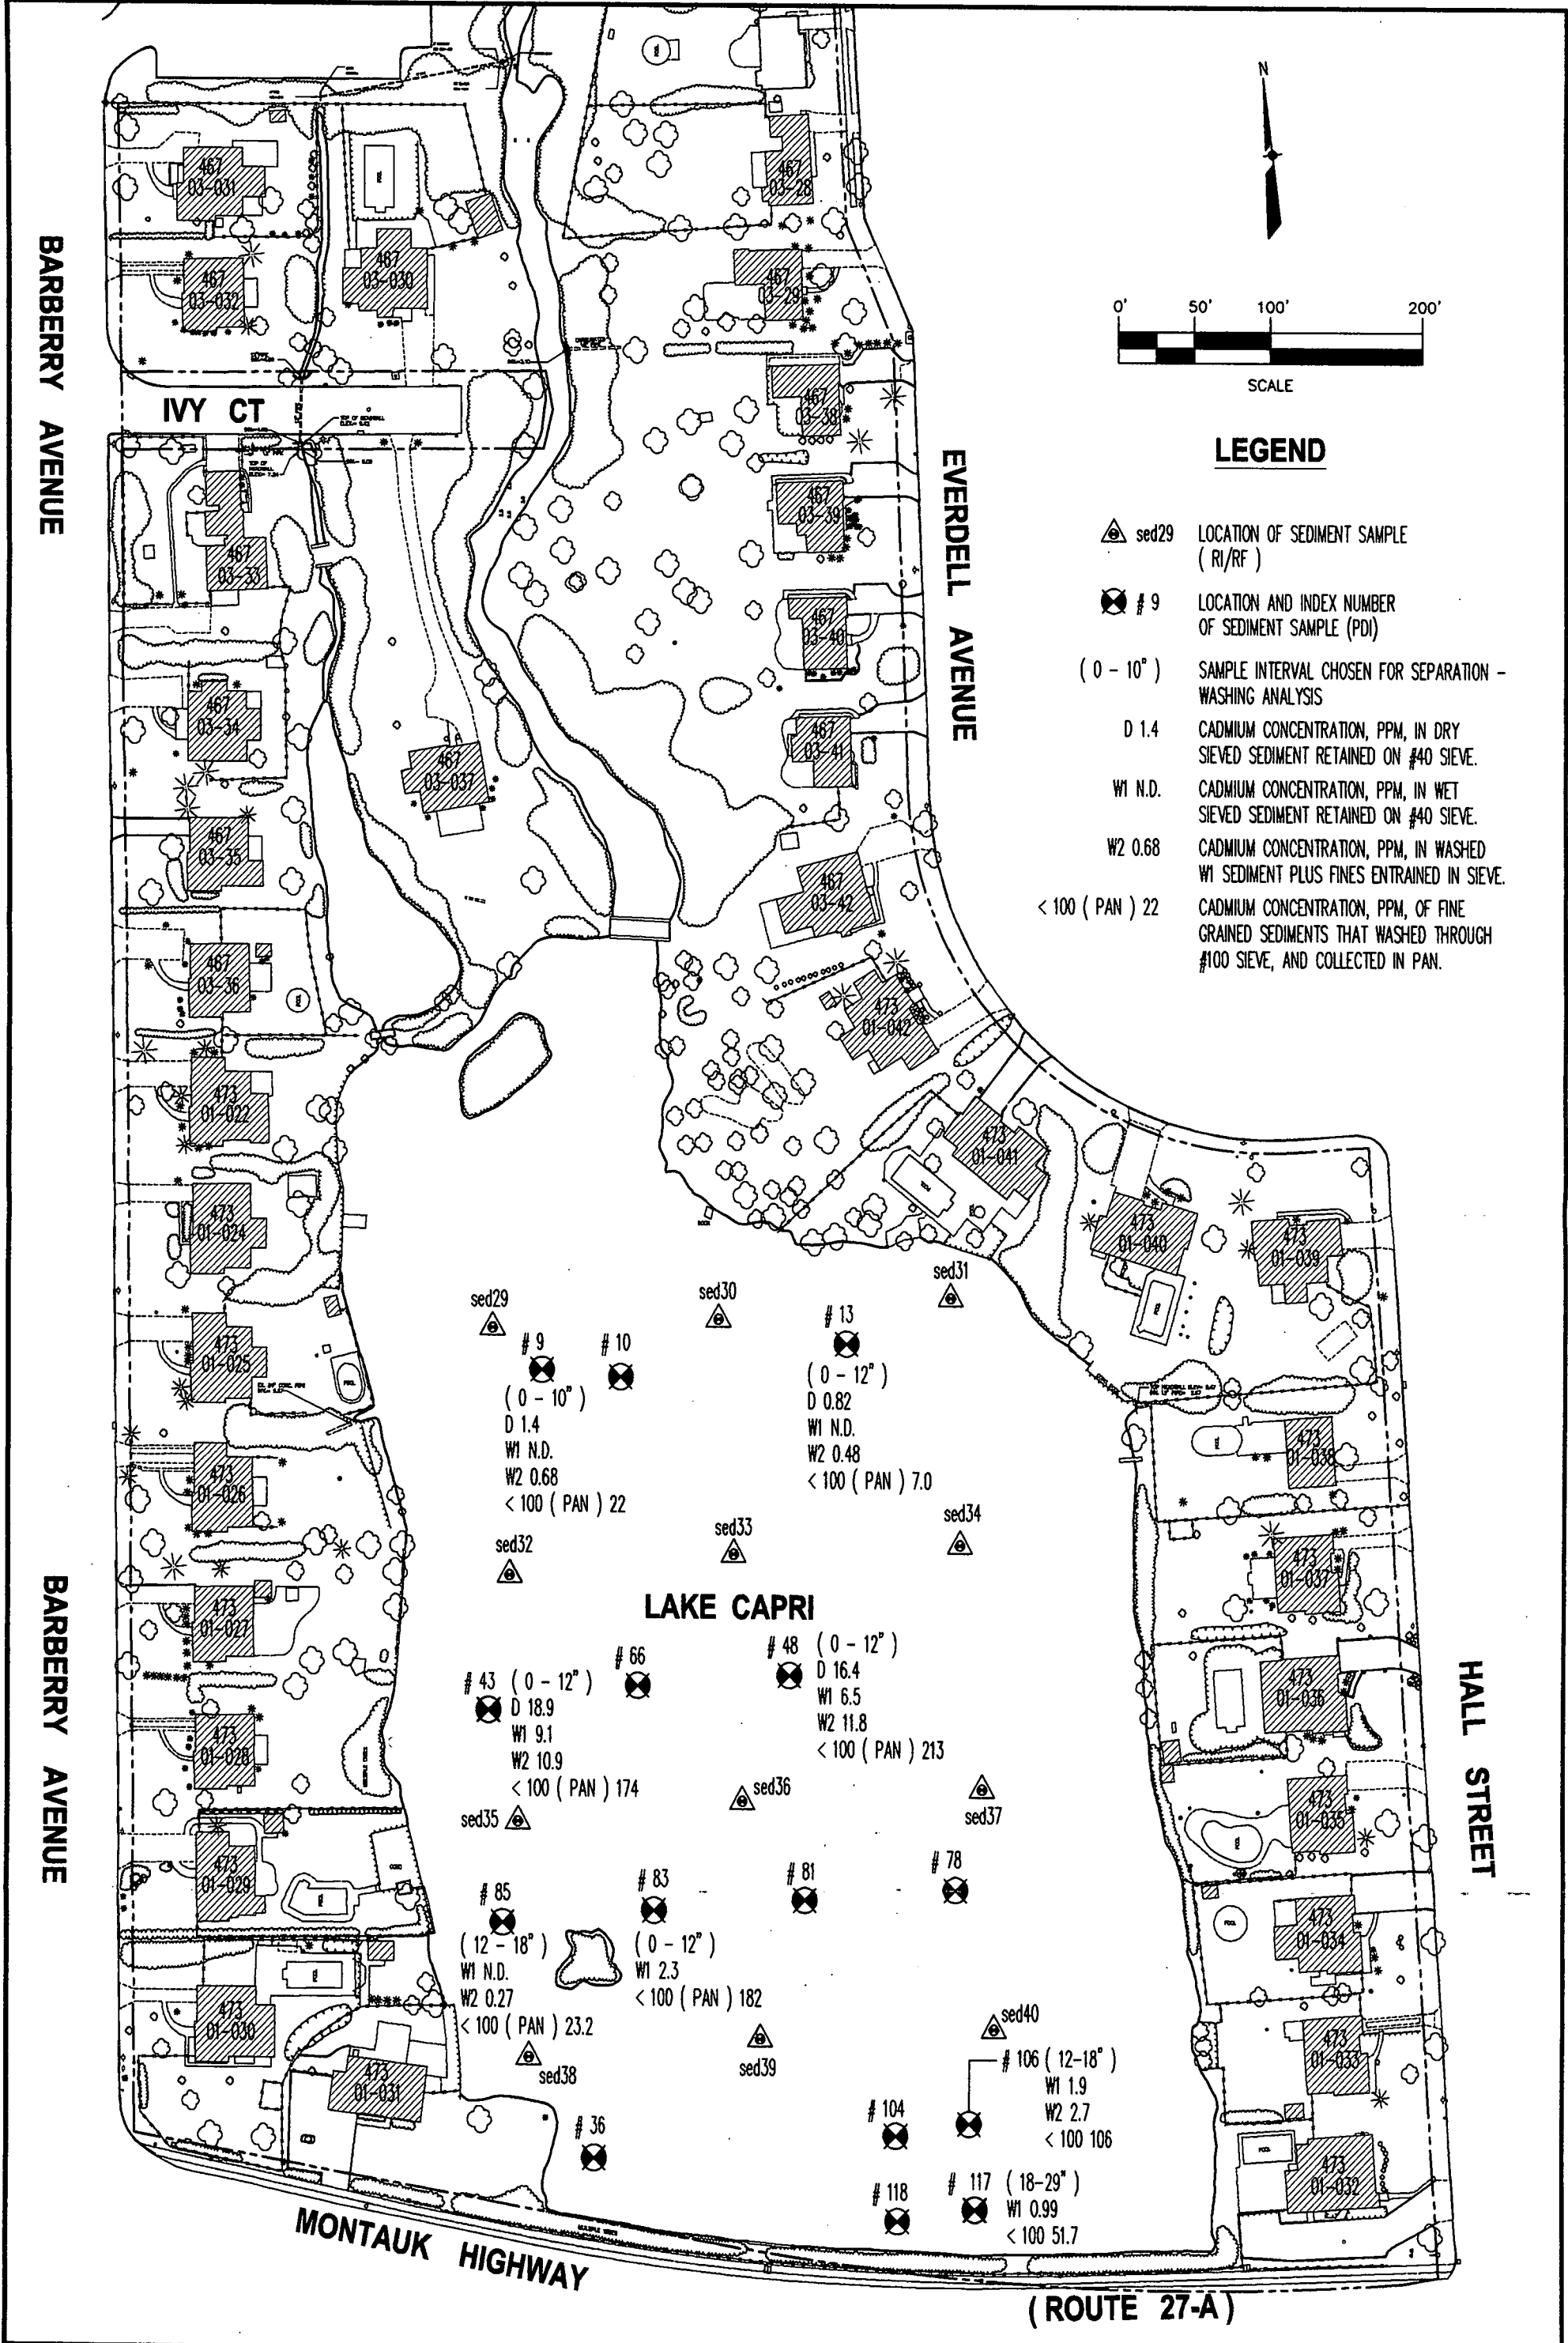 N
0' 50' 100' 200'
SCALE
LEGEND
sed29 LOCATION OF SEDIMENT SAMPLE
( RI/RF )
# 9 LOCATION AND INDEX NUMBER
OF SEDIMENT SAMPLE (PDI)
( 0 - 10" ) SAMPLE INTERVAL CHOSEN FOR SEPARATION -
WASHING ANALYSIS
D 1.4 CADMIUM CONCENTRATION, PPM, IN DRY
SIEVED SEDIMENT RETAINED ON #40 SIEVE.
W1 N.D. CADMIUM CONCENTRATION, PPM, IN WET
SIEVED SEDIMENT RETAINED ON #40 SIEVE.
W2 0.68 CADMIUM CONCENTRATION, PPM, IN WASHED
W1 SEDIMENT PLUS FINES ENTRAINED IN SIEVE.
< 100 ( PAN ) 22 CADMIUM CONCENTRATION, PPM, OF FINE
GRAINED SEDIMENTS THAT WASHED THROUGH
#100 SIEVE, AND COLLECTED IN PAN.
BARBERRY AVENUE
BARBERRY AVENUE
IVY CT
EVERDELL AVENUE
HALL STREET
MONTAUK HIGHWAY
( ROUTE 27-A )
LAKE CAPRI
467
03-031
467
03-032
467
03-030
467
03-28
467
03-29
467
03-38
467
03-39
467
03-40
467
03-41
467
03-42
467
03-33
467
03-34
467
03-037
467
03-35
467
03-36
473
01-022
473
01-024
473
01-025
473
01-026
473
01-027
473
01-028
473
01-029
473
01-030
473
01-031
473
01-042
473
01-041
473
01-040
473
01-039
473
01-038
473
01-037
473
01-036
473
01-035
473
01-034
473
01-033
473
01-032
POOL
POOL
POOL
POOL
POOL
POOL
POOL
DOCK
sed29
sed30
sed31
# 9
( 0 - 10" )
D 1.4
W1 N.D.
W2 0.68
< 100 ( PAN ) 22
# 10
# 13
( 0 - 12" )
D 0.82
W1 N.D.
W2 0.48
< 100 ( PAN ) 7.0
sed32
sed33
sed34
# 43 ( 0 - 12" )
D 18.9
W1 9.1
W2 10.9
< 100 ( PAN ) 174
# 66
# 48 ( 0 - 12" )
D 16.4
W1 6.5
W2 11.8
< 100 ( PAN ) 213
sed35
sed36
sed37
# 85
( 12 - 18" )
W1 N.D.
W2 0.27
< 100 ( PAN ) 23.2
# 83
( 0 - 12" )
W1 2.3
< 100 ( PAN ) 182
# 81
# 78
sed38
sed39
sed40
# 106 ( 12-18" )
W1 1.9
W2 2.7
< 100 106
# 36
# 104
# 118
# 117 ( 18-29" )
W1 0.99
< 100 51.7